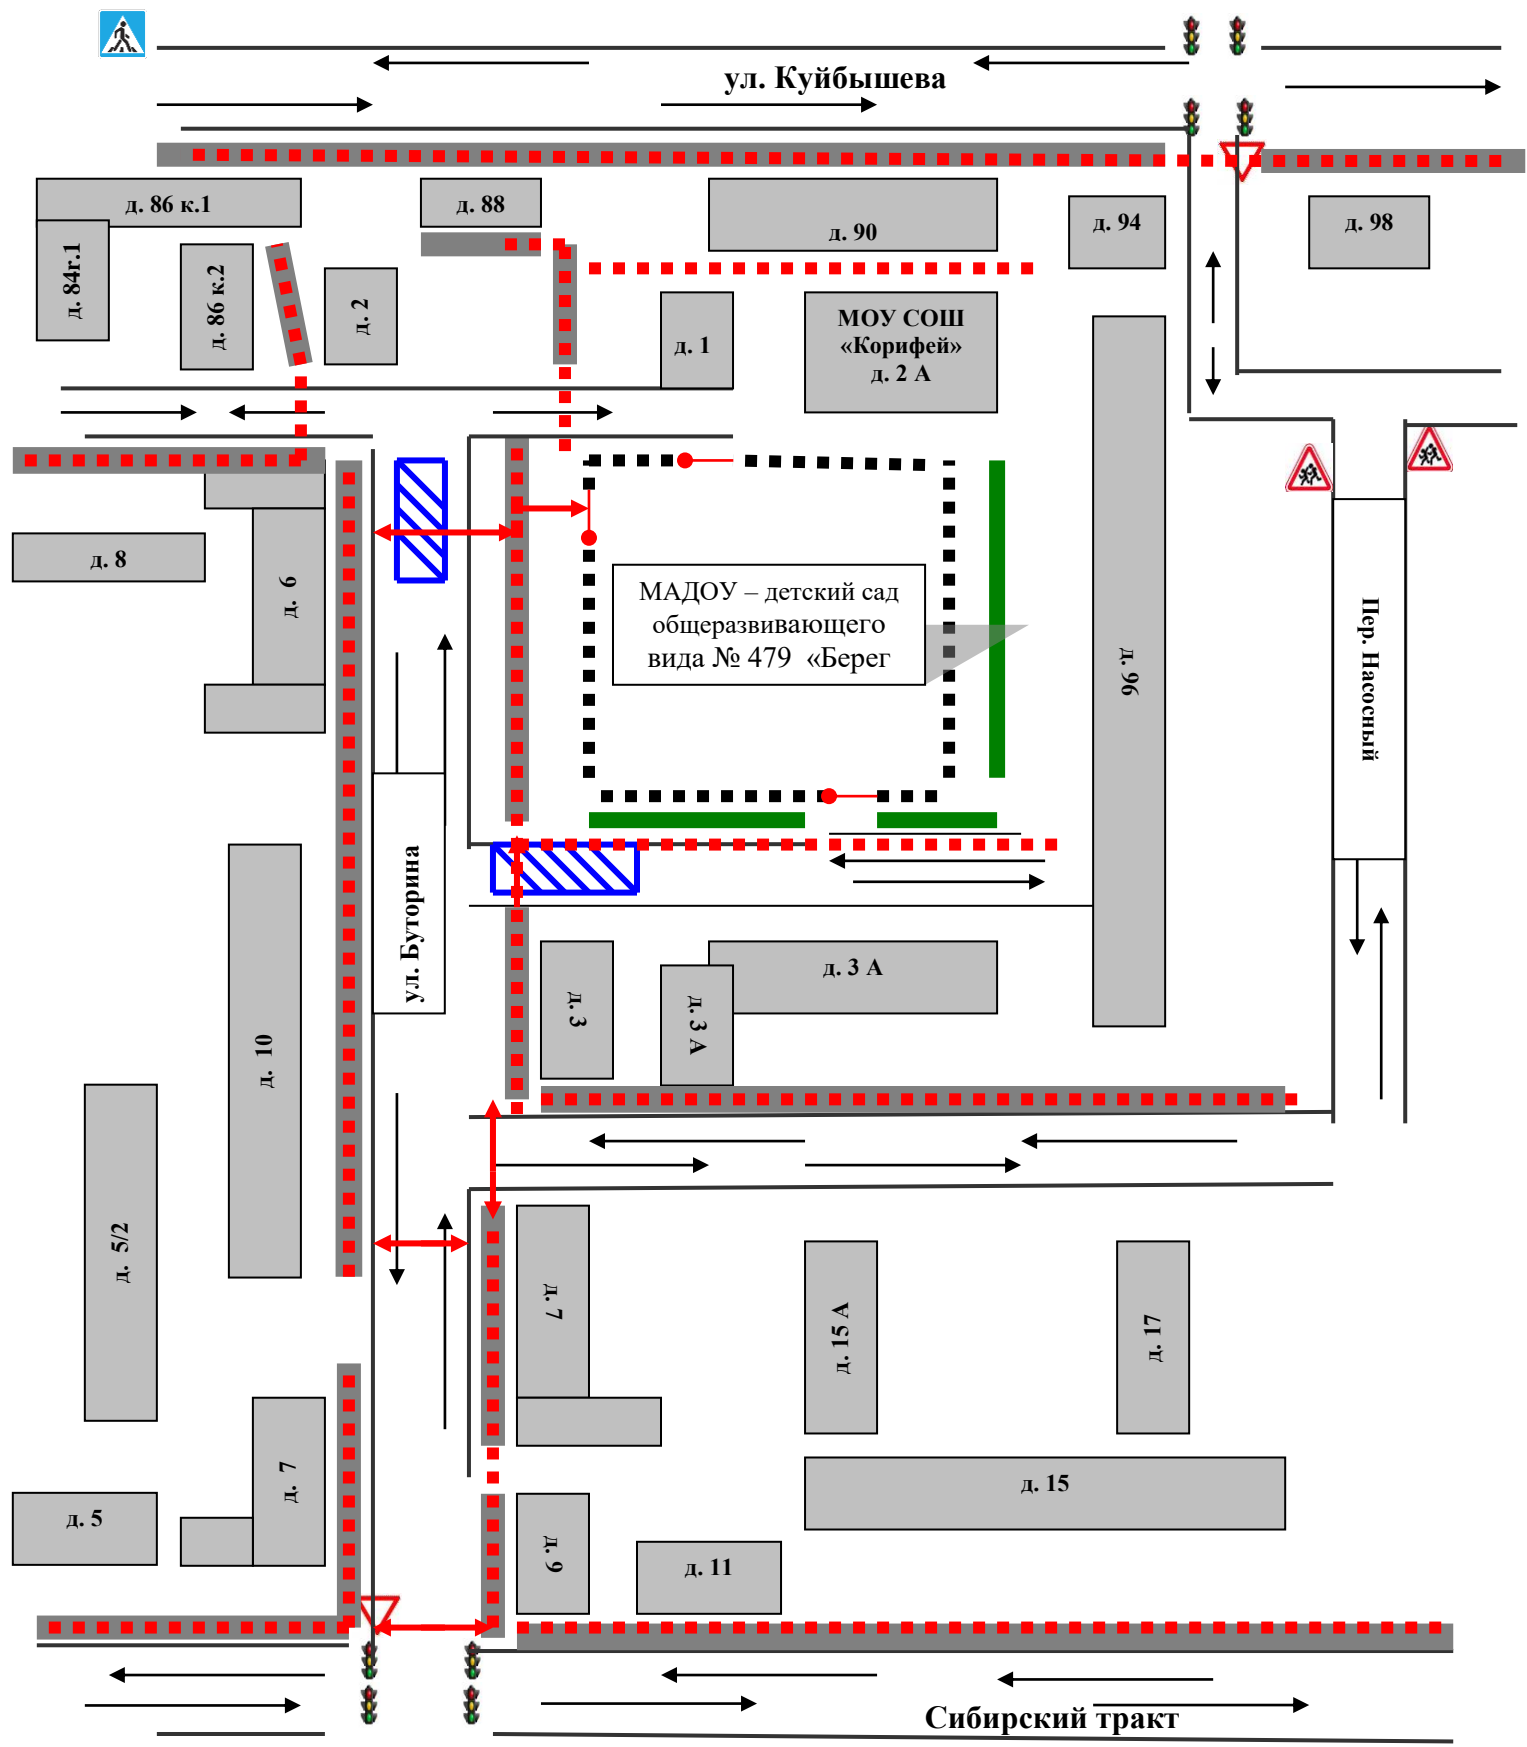 ул. Куйбышева
д. 86 к.1
д. 88
д. 90
д. 94
д. 98
д. 84г.1
д. 86 к.2
д. 2
д. 1
МОУ СОШ
«Корифей»
д. 2 А
д. 8
д. 6
МАДОУ – детский сад
общеразвивающего
вида № 479 «Берег
д. 96
Пер. Насосный
ул. Буторина
д. 10
д. 3
д. 3 А
д. 3 А
д. 5/2
д. 7
д. 15 А
д. 17
д. 7
д. 5
д. 15
д. 9
д. 11
Сибирский тракт